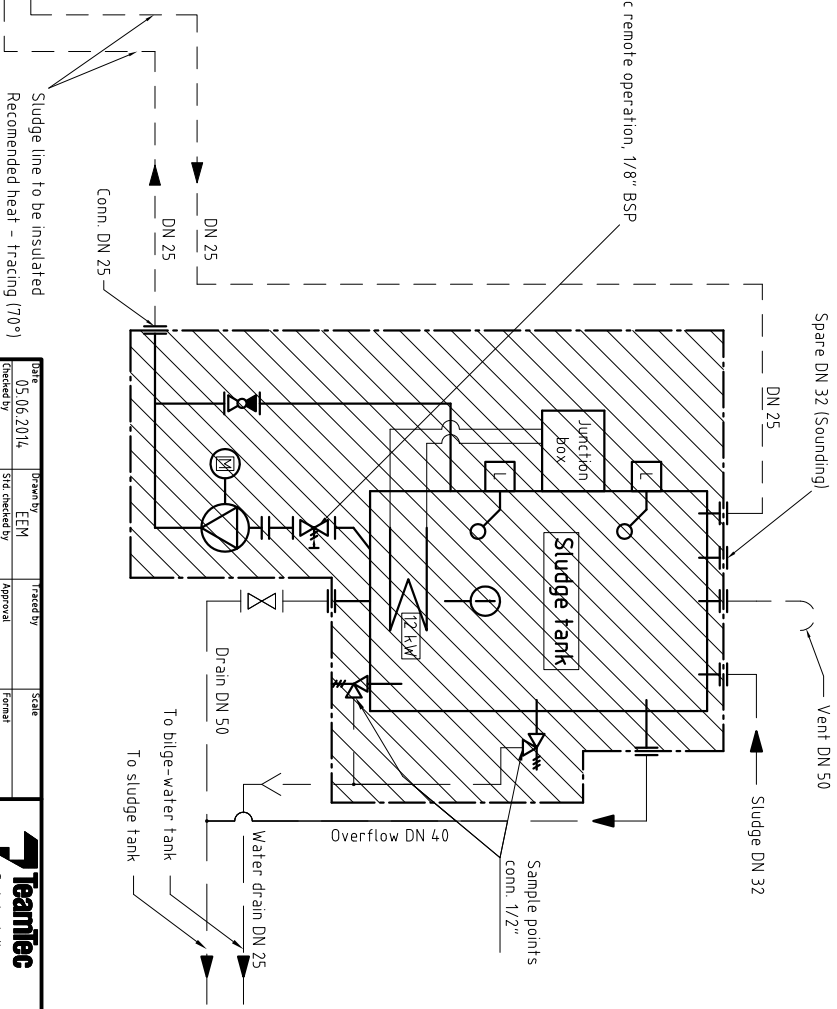 Spare DN 32 (Sounding)
Vent DN 50
DN 25
Sludge DN 32
c remote operation, 1/8" BSP
Junction
box
L
L
Sludge tank
12 kW
M
DN 25
DN 25
Conn. DN 25
Sludge line to be insulated
Recomended heat - tracing (70°)
Drain DN 50
To bilge-water tank
To sludge tank
Overflow DN 40
Water drain DN 25
Sample points
conn. 1/2"
Date
05.06.2014
Drawn by
EEM
Traced by
Scale
Checked by
Std. checked by
Approval
Format
TeamTec